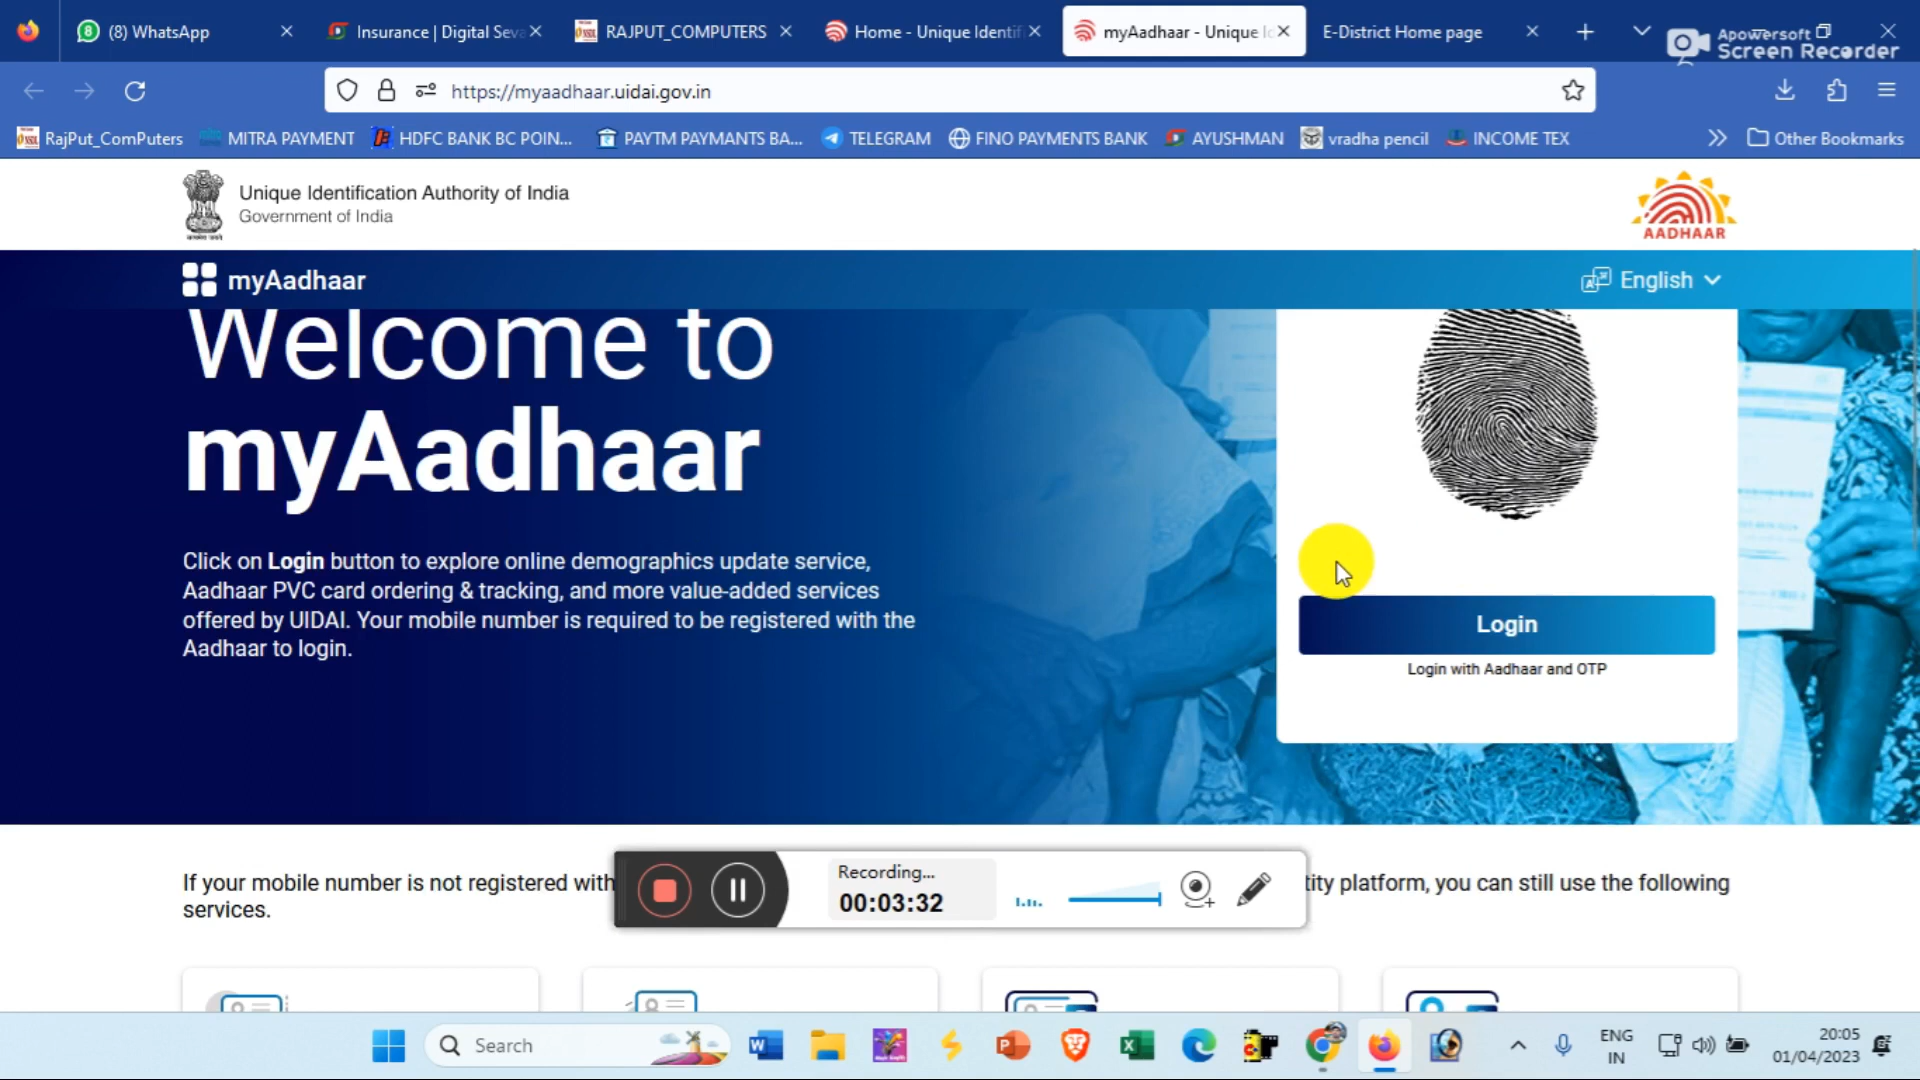 (8) WhatsApp
Insurance | Digital Seva
RAJPUT_COMPUTERS
Home - Unique Identifi
myAadhaar - Unique Id
E-District Home page
Apowersoft
Screen Recorder
https://myaadhaar.uidai.gov.in
RajPut_ComPuters
MITRA PAYMENT
HDFC BANK BC POIN...
PAYTM PAYMANTS BA...
TELEGRAM
FINO PAYMENTS BANK
AYUSHMAN
vradha pencil
INCOME TEX
Other Bookmarks
Unique Identification Authority of India
Government of India
AADHAAR
myAadhaar
English
Welcome to
myAadhaar
Click on Login button to explore online demographics update service,
Aadhaar PVC card ordering & tracking, and more value-added services
offered by UIDAI. Your mobile number is required to be registered with the
Aadhaar to login.
Login
Login with Aadhaar and OTP
If your mobile number is not registered with
tity platform, you can still use the following
services.
Recording...
00:03:32
Search
ENG
IN
20:05
01/04/2023